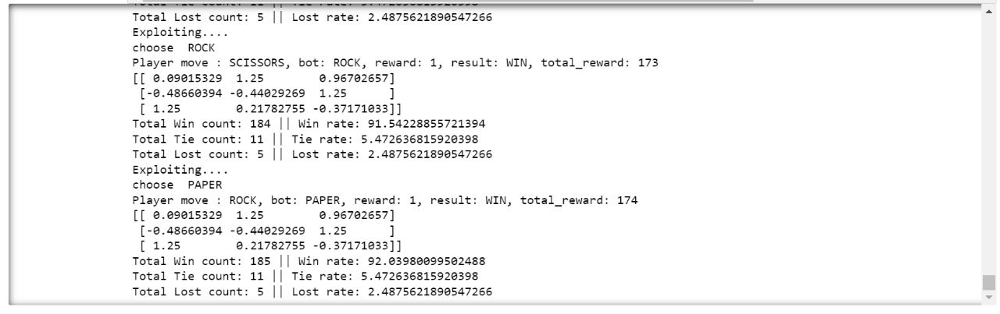 Total Lost count: 5 || Lost rate: 2.4875621890547266
Exploiting....
choose  ROCK
Player move : SCISSORS, bot: ROCK, reward: 1, result: WIN, total_reward: 173
[[ 0.09015329  1.25        0.96702657]
 [-0.48660394 -0.44029269  1.25      ]
 [ 1.25        0.21782755 -0.37171033]]
Total Win count: 184 || Win rate: 91.54228855721394
Total Tie count: 11 || Tie rate: 5.472636815920398
Total Lost count: 5 || Lost rate: 2.4875621890547266
Exploiting....
choose  PAPER
Player move : ROCK, bot: PAPER, reward: 1, result: WIN, total_reward: 174
[[ 0.09015329  1.25        0.96702657]
 [-0.48660394 -0.44029269  1.25      ]
 [ 1.25        0.21782755 -0.37171033]]
Total Win count: 185 || Win rate: 92.03980099502488
Total Tie count: 11 || Tie rate: 5.472636815920398
Total Lost count: 5 || Lost rate: 2.4875621890547266